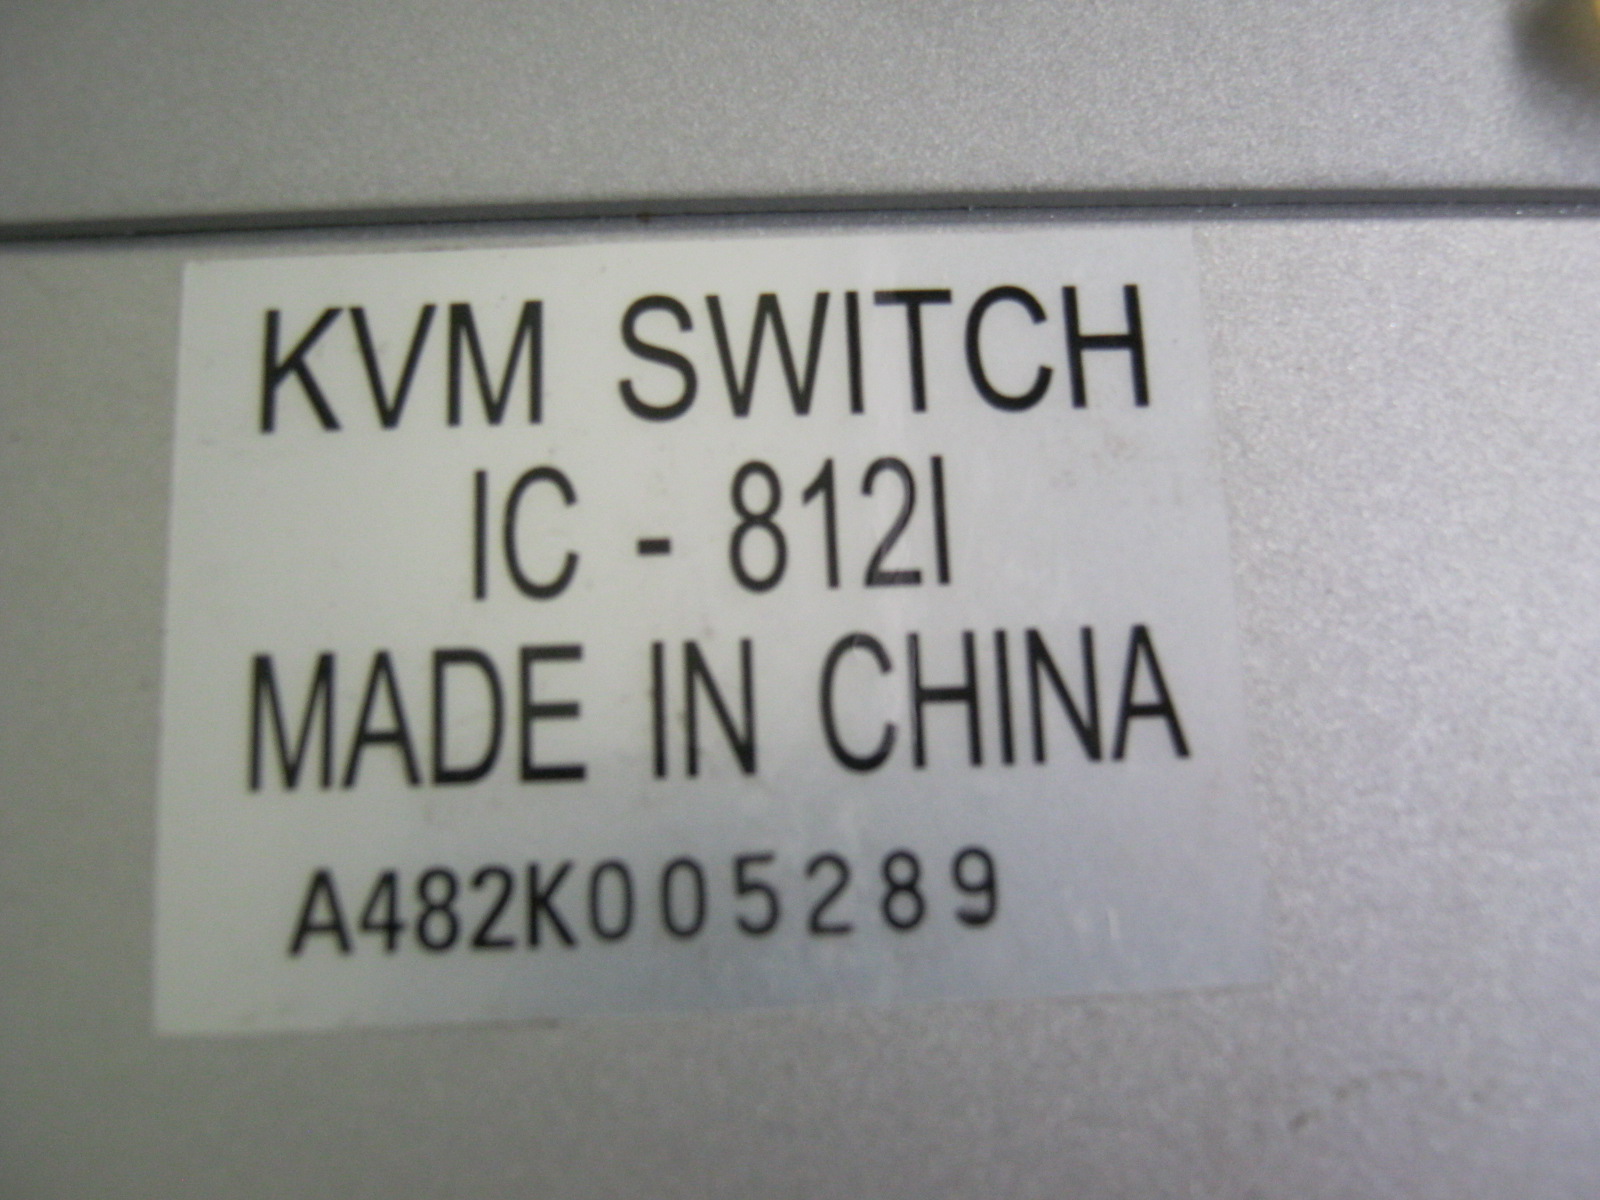 KVM SWITCH
IC - 812I
MADE IN CHINA
A482K005289